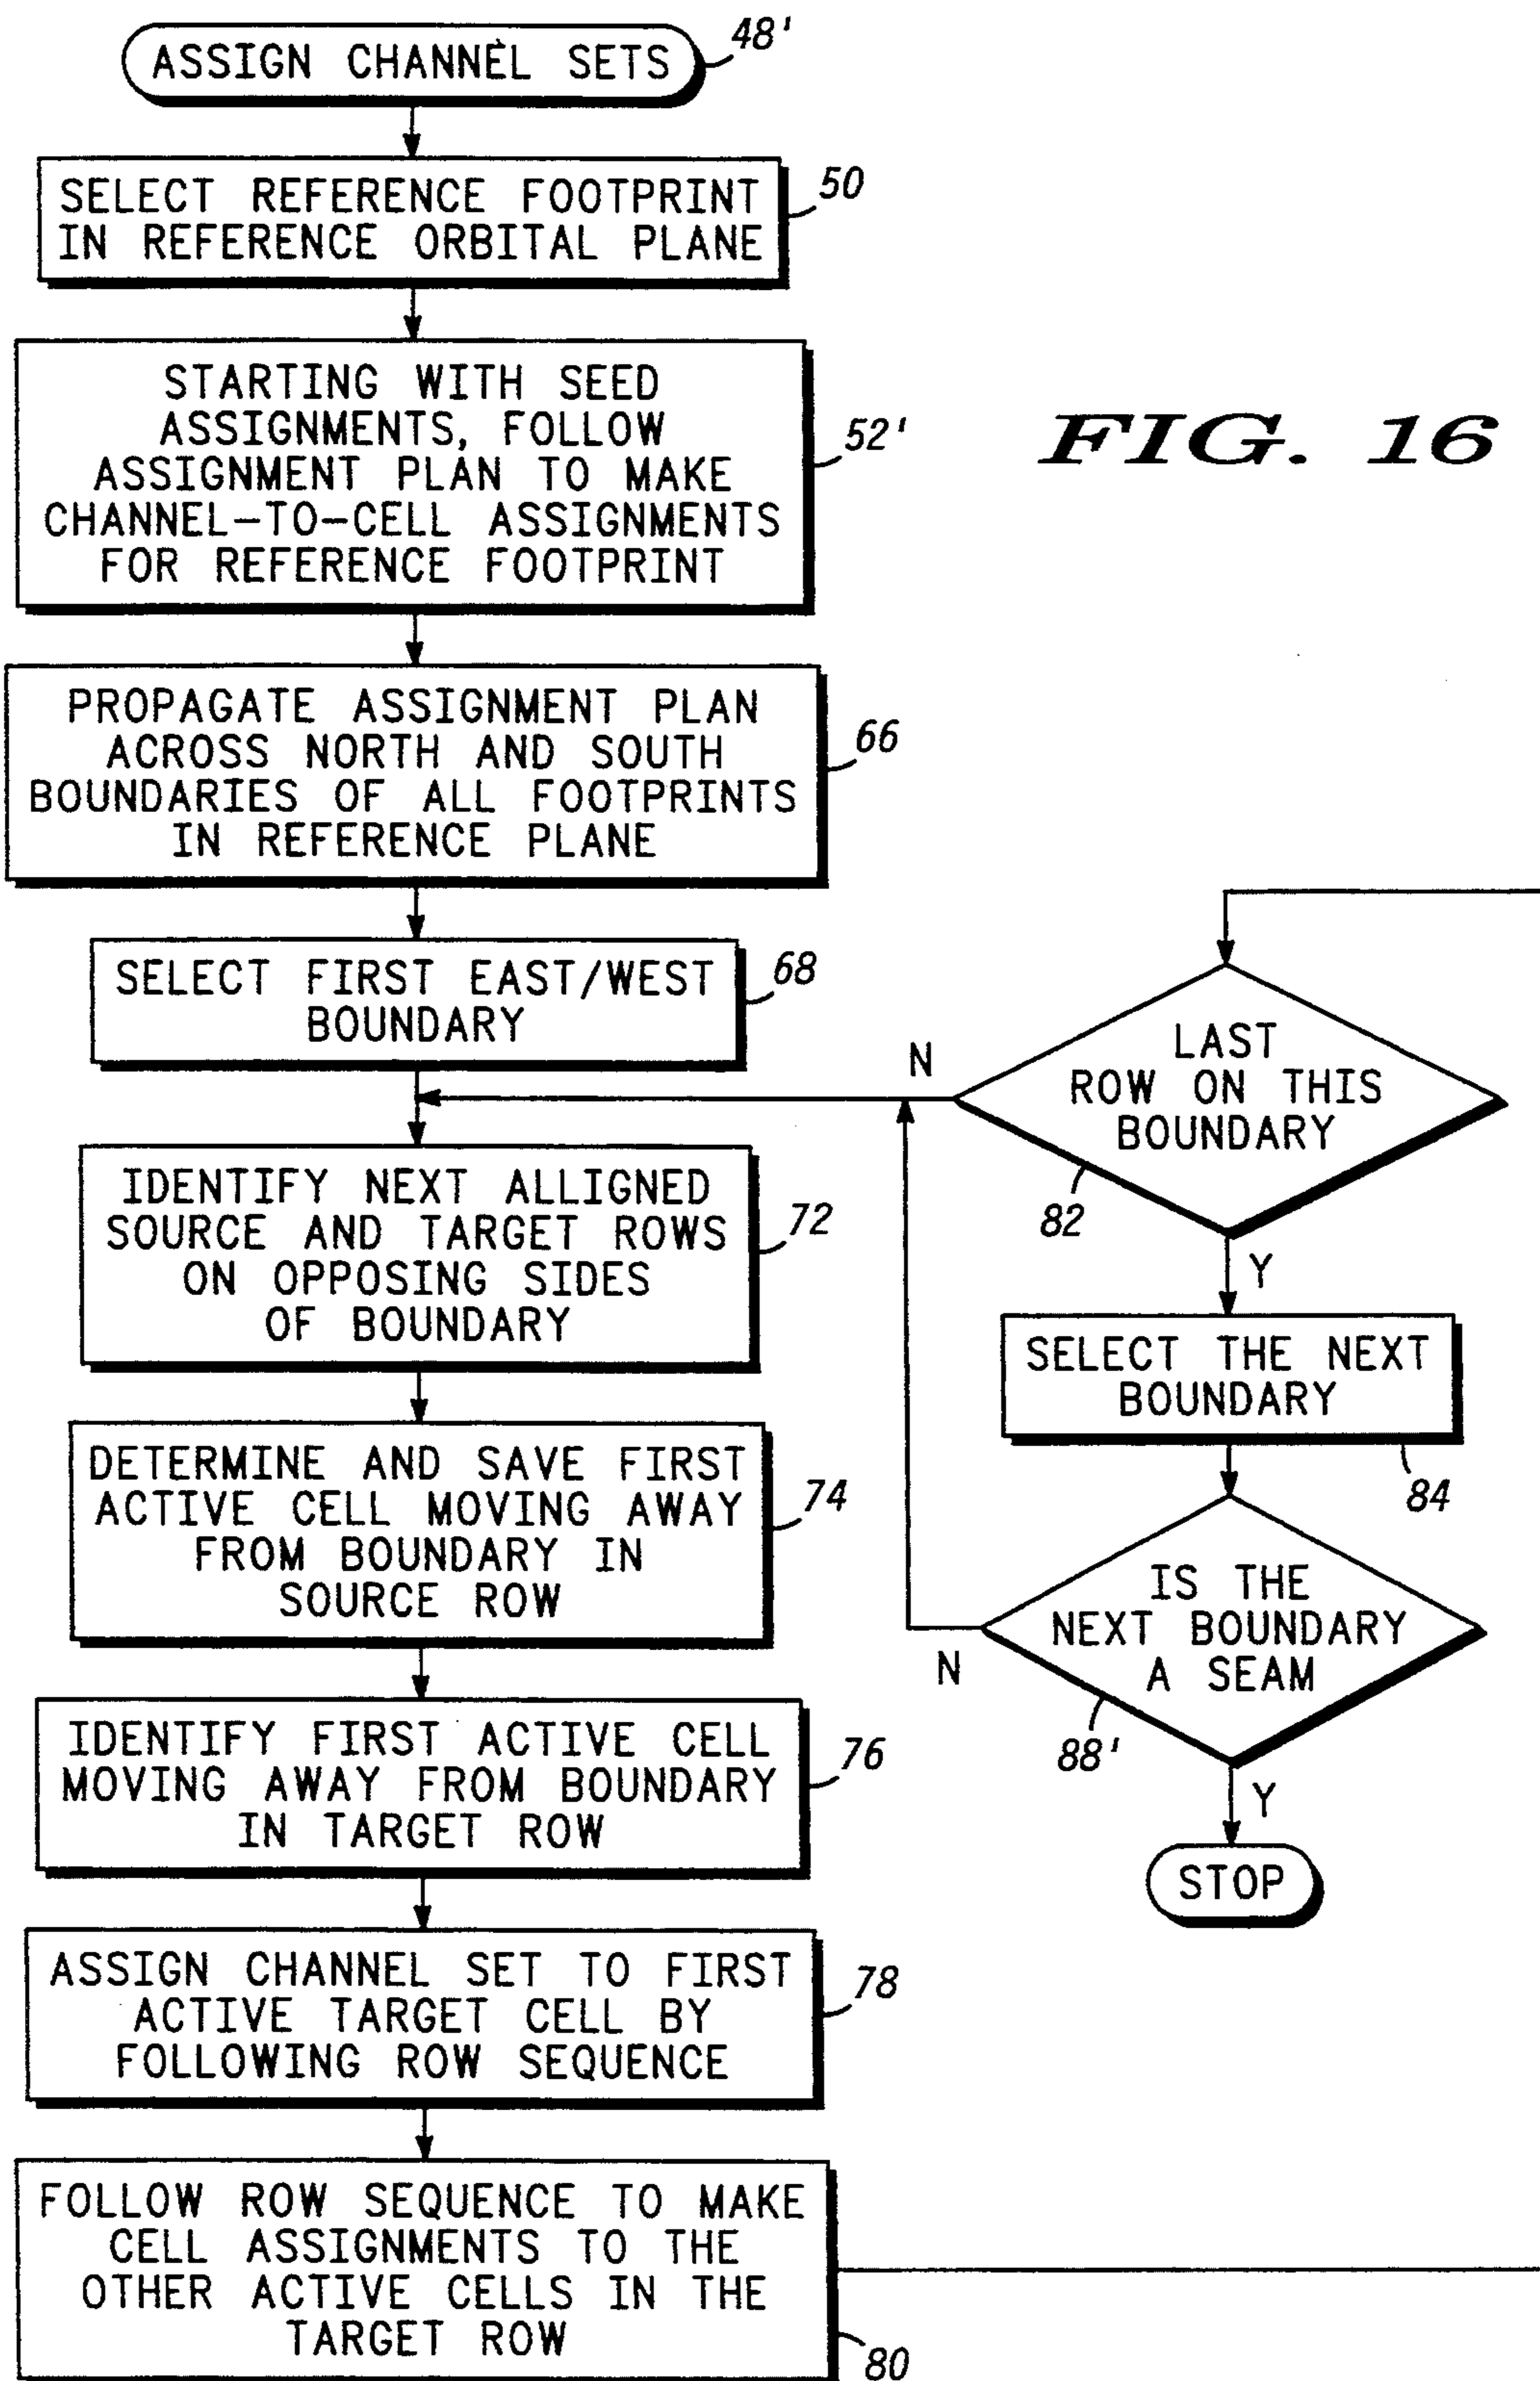 ASSIGN CHANNEL SETS
48'
SELECT REFERENCE FOOTPRINT
IN REFERENCE ORBITAL PLANE
50
STARTING WITH SEED
ASSIGNMENTS, FOLLOW
ASSIGNMENT PLAN TO MAKE
CHANNEL-TO-CELL ASSIGNMENTS
FOR REFERENCE FOOTPRINT
52'
FIG. 16
PROPAGATE ASSIGNMENT PLAN
ACROSS NORTH AND SOUTH
BOUNDARIES OF ALL FOOTPRINTS
IN REFERENCE PLANE
66
SELECT FIRST EAST/WEST
BOUNDARY
68
IDENTIFY NEXT ALLIGNED
SOURCE AND TARGET ROWS
ON OPPOSING SIDES
OF BOUNDARY
72
DETERMINE AND SAVE FIRST
ACTIVE CELL MOVING AWAY
FROM BOUNDARY IN
SOURCE ROW
74
IDENTIFY FIRST ACTIVE CELL
MOVING AWAY FROM BOUNDARY
IN TARGET ROW
76
ASSIGN CHANNEL SET TO FIRST
ACTIVE TARGET CELL BY
FOLLOWING ROW SEQUENCE
78
FOLLOW ROW SEQUENCE TO MAKE
CELL ASSIGNMENTS TO THE
OTHER ACTIVE CELLS IN THE
TARGET ROW
80
LAST
ROW ON THIS
BOUNDARY
N
82
Y
SELECT THE NEXT
BOUNDARY
84
IS THE
NEXT BOUNDARY
A SEAM
N
88'
Y
STOP